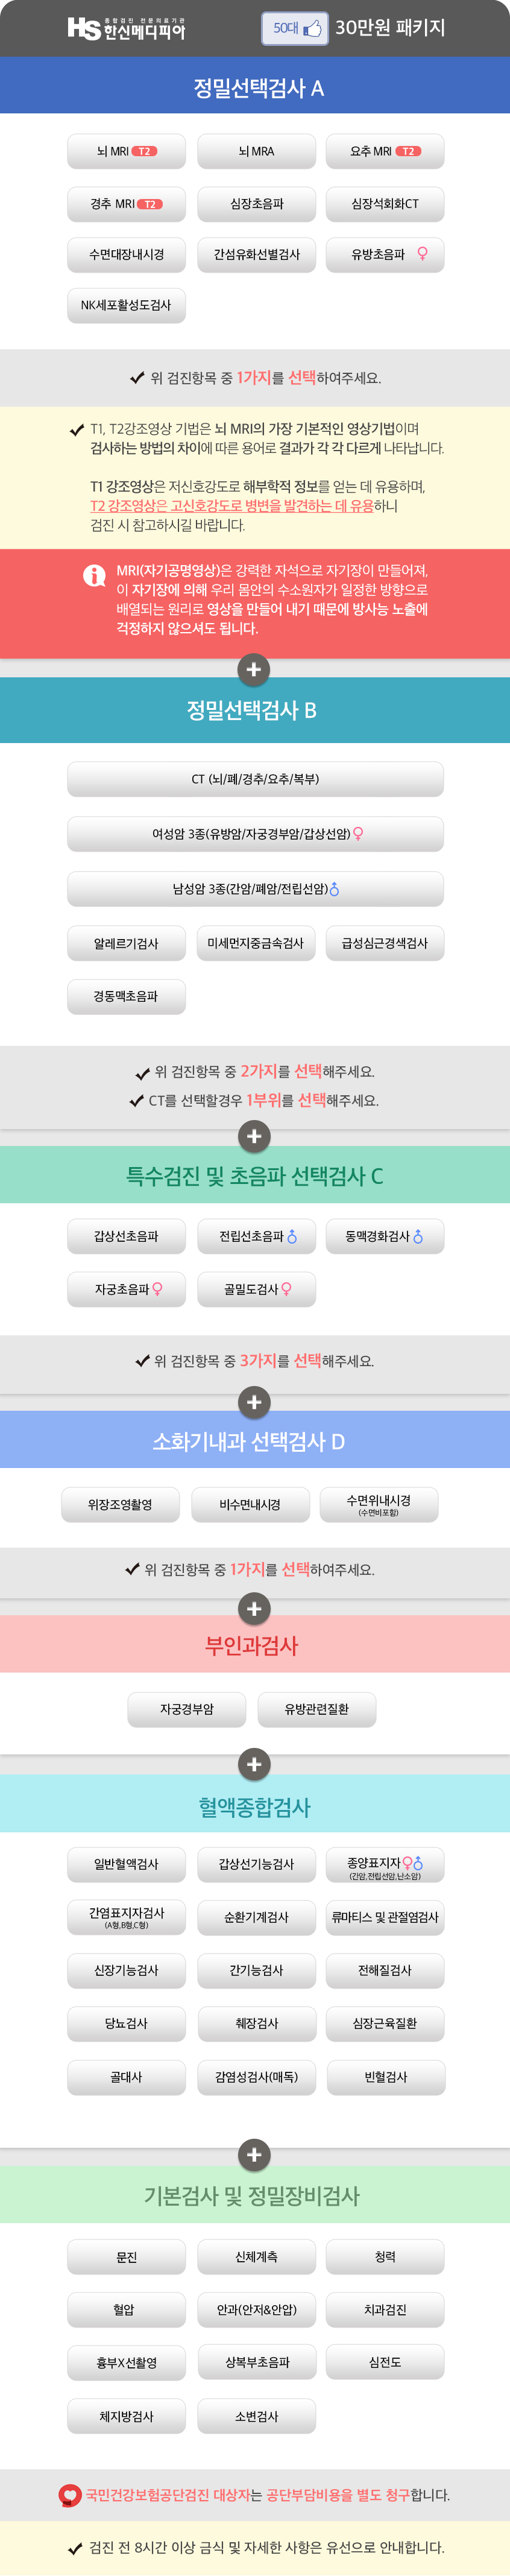 종합검진 전문의료기관
HS 한신메디피아
50대 30만원 패키지
정밀선택검사 A
뇌 MRI T2 뇌 MRA 요추 MRI T2
경추 MRI T2 심장초음파 심장석회화CT
수면대장내시경 간섬유화선별검사 유방초음파 ♀
NK세포활성도검사
✔ 위 검진항목 중 1가지를 선택하여주세요.
✔ T1, T2강조영상 기법은 뇌 MRI의 가장 기본적인 영상기법이며
검사하는 방법의 차이에 따른 용어로 결과가 각 각 다르게 나타납니다.
T1 강조영상은 저신호강도로 해부학적 정보를 얻는 데 유용하며,
T2 강조영상은 고신호강도로 병변을 발견하는 데 유용하니
검진 시 참고하시길 바랍니다.
MRI(자기공명영상)은 강력한 자석으로 자기장이 만들어져,
이 자기장에 의해 우리 몸안의 수소원자가 일정한 방향으로
배열되는 원리로 영상을 만들어 내기 때문에 방사능 노출에
걱정하지 않으셔도 됩니다.
+
정밀선택검사 B
CT (뇌/폐/경추/요추/복부)
여성암 3종(유방암/자궁경부암/갑상선암) ♀
남성암 3종(간암/폐암/전립선암) ♂
알레르기검사 미세먼지중금속검사 급성심근경색검사
경동맥초음파
✔ 위 검진항목 중 2가지를 선택해주세요.
✔ CT를 선택할경우 1부위를 선택해주세요.
+
특수검진 및 초음파 선택검사 C
갑상선초음파 전립선초음파 ♂ 동맥경화검사 ♂
자궁초음파 ♀ 골밀도검사 ♀
✔ 위 검진항목 중 3가지를 선택해주세요.
+
소화기내과 선택검사 D
위장조영촬영 비수면내시경 수면위내시경
(수면비포함)
✔ 위 검진항목 중 1가지를 선택하여주세요.
+
부인과검사
자궁경부암 유방관련질환
+
혈액종합검사
일반혈액검사 갑상선기능검사 종양표지자 ♀♂
(간암,전립선암,난소암)
간염표지자검사 순환기계검사 류마티스 및 관절염검사
(A형,B형,C형)
신장기능검사 간기능검사 전해질검사
당뇨검사 췌장검사 심장근육질환
골대사 감염성검사(매독) 빈혈검사
+
기본검사 및 정밀장비검사
문진 신체계측 청력
혈압 안과(안저&안압) 치과검진
흉부X선촬영 상복부초음파 심전도
체지방검사 소변검사
국민건강보험공단검진 대상자는 공단부담비용을 별도 청구합니다.
✔ 검진 전 8시간 이상 금식 및 자세한 사항은 유선으로 안내합니다.